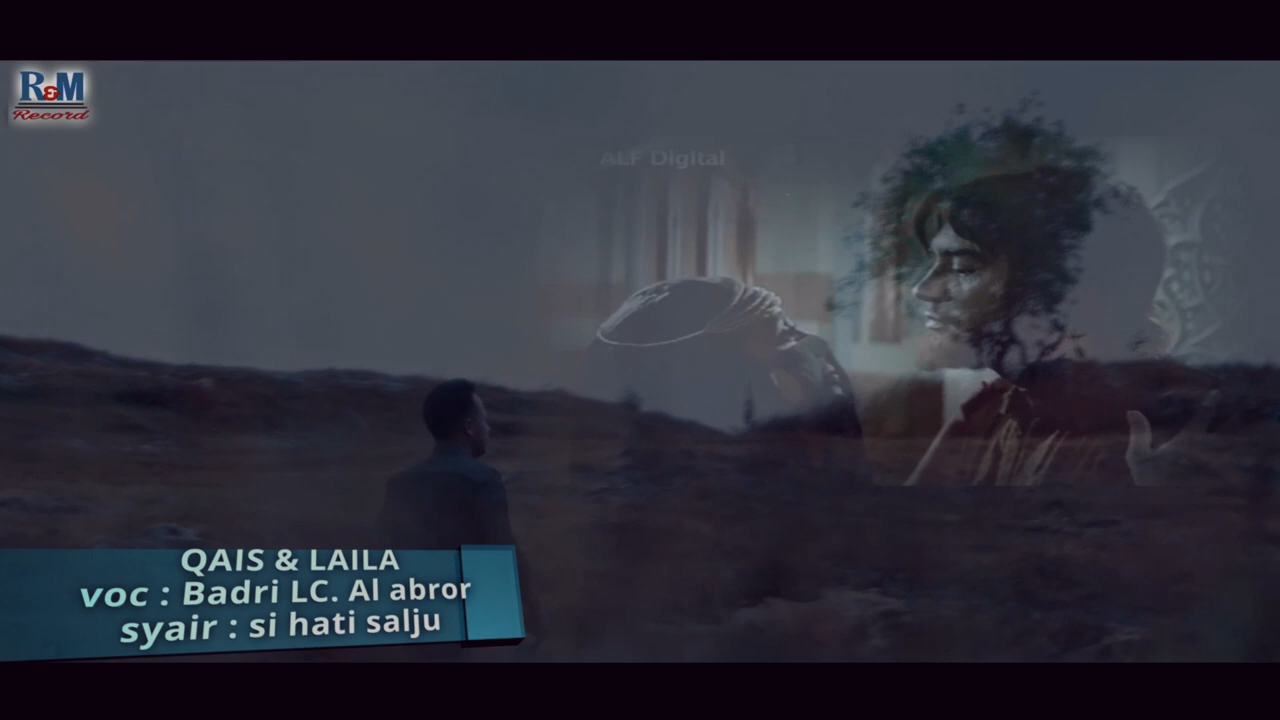 R&M
Record
ALF Digital
QAIS & LAILA
voc : Badri LC. Al abror
syair : si hati salju